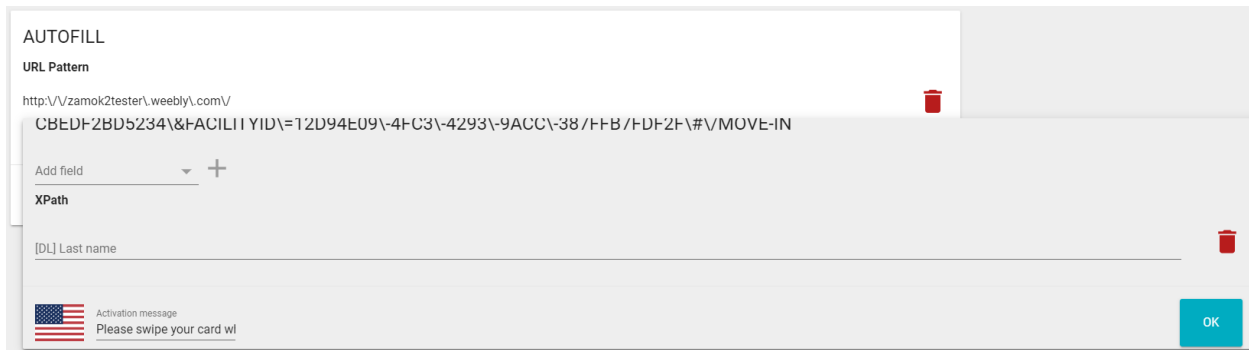 AUTOFILL
URL Pattern
http:\/\/zamok2tester\.weebly\.com\/
CBEDF2BD5234\&FACILITYID\=12D94E09\-4FC3\-4293\-9ACC\-387FFB7FDF2F\#\/MOVE-IN
Add field
XPath
[DL] Last name
Activation message
Please swipe your card wl
OK